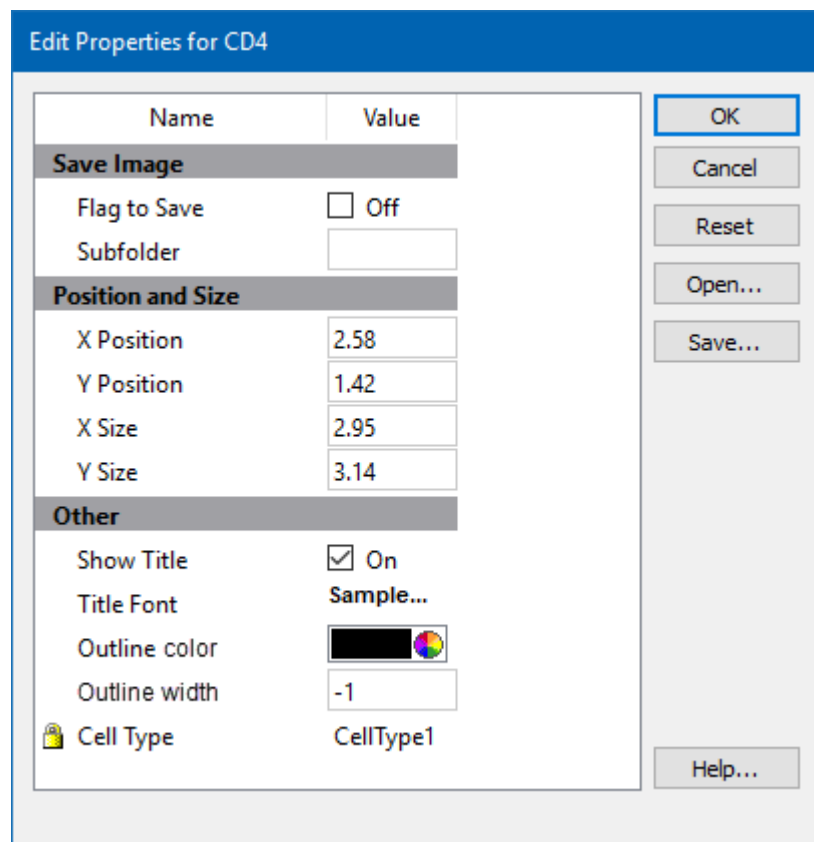 Edit Properties for CD4
Name Value
OK
Save Image
Cancel
Flag to Save Off
Reset
Subfolder
Open...
Position and Size
X Position 2.58
Save...
Y Position 1.42
X Size 2.95
Y Size 3.14
Other
Show Title On
Title Font Sample...
Outline color
Outline width -1
Cell Type CellType1
Help...